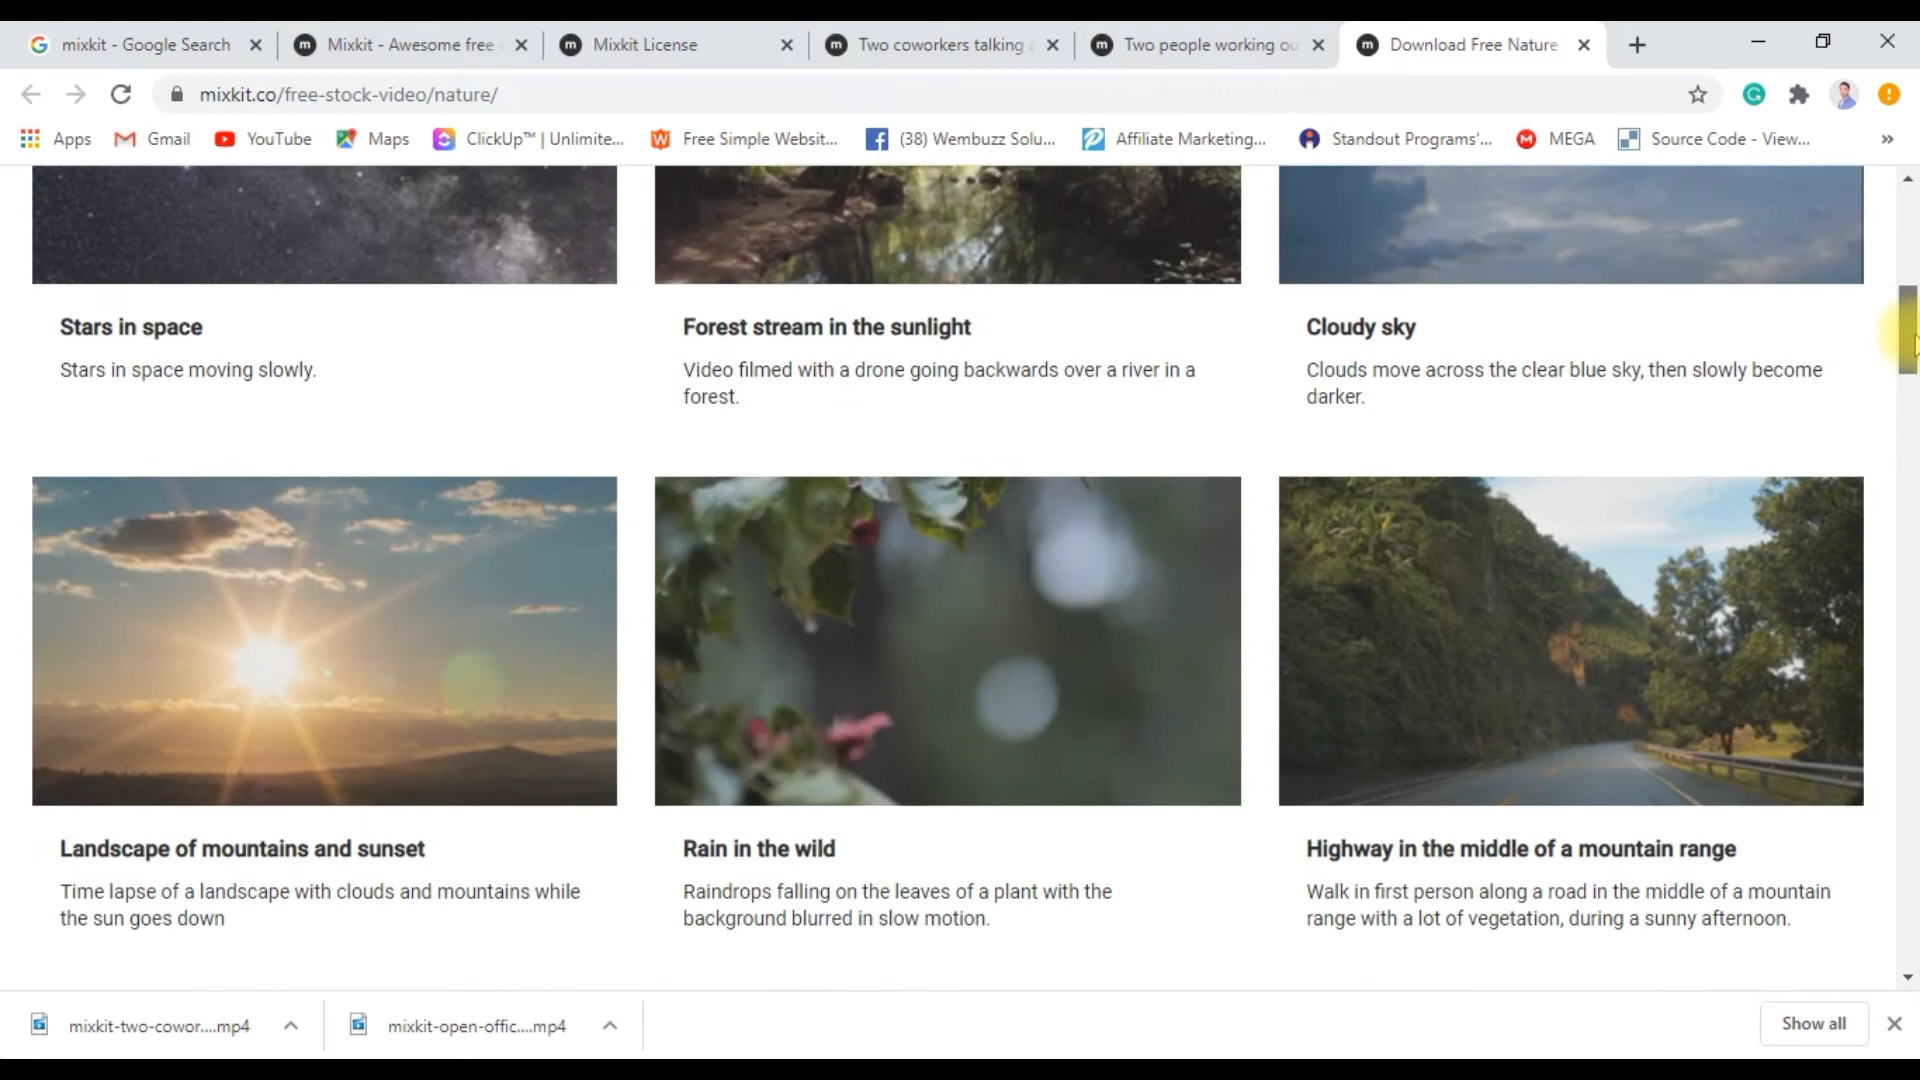 mixkit - Google Search
Mixkit - Awesome free
Mixkit License
Two coworkers talking
Two people working ou
Download Free Nature
mixkit.co/free-stock-video/nature/
Apps
Gmail
YouTube
Maps
ClickUp™ | Unlimite...
Free Simple Websit...
(38) Wembuzz Solu...
Affiliate Marketing...
Standout Programs'...
MEGA
Source Code - View...
»
Stars in space
Stars in space moving slowly.
Forest stream in the sunlight
Video filmed with a drone going backwards over a river in a
forest.
Cloudy sky
Clouds move across the clear blue sky, then slowly become
darker.
Landscape of mountains and sunset
Time lapse of a landscape with clouds and mountains while
the sun goes down
Rain in the wild
Raindrops falling on the leaves of a plant with the
background blurred in slow motion.
Highway in the middle of a mountain range
Walk in first person along a road in the middle of a mountain
range with a lot of vegetation, during a sunny afternoon.
mixkit-two-cowor....mp4
mixkit-open-offic....mp4
Show all